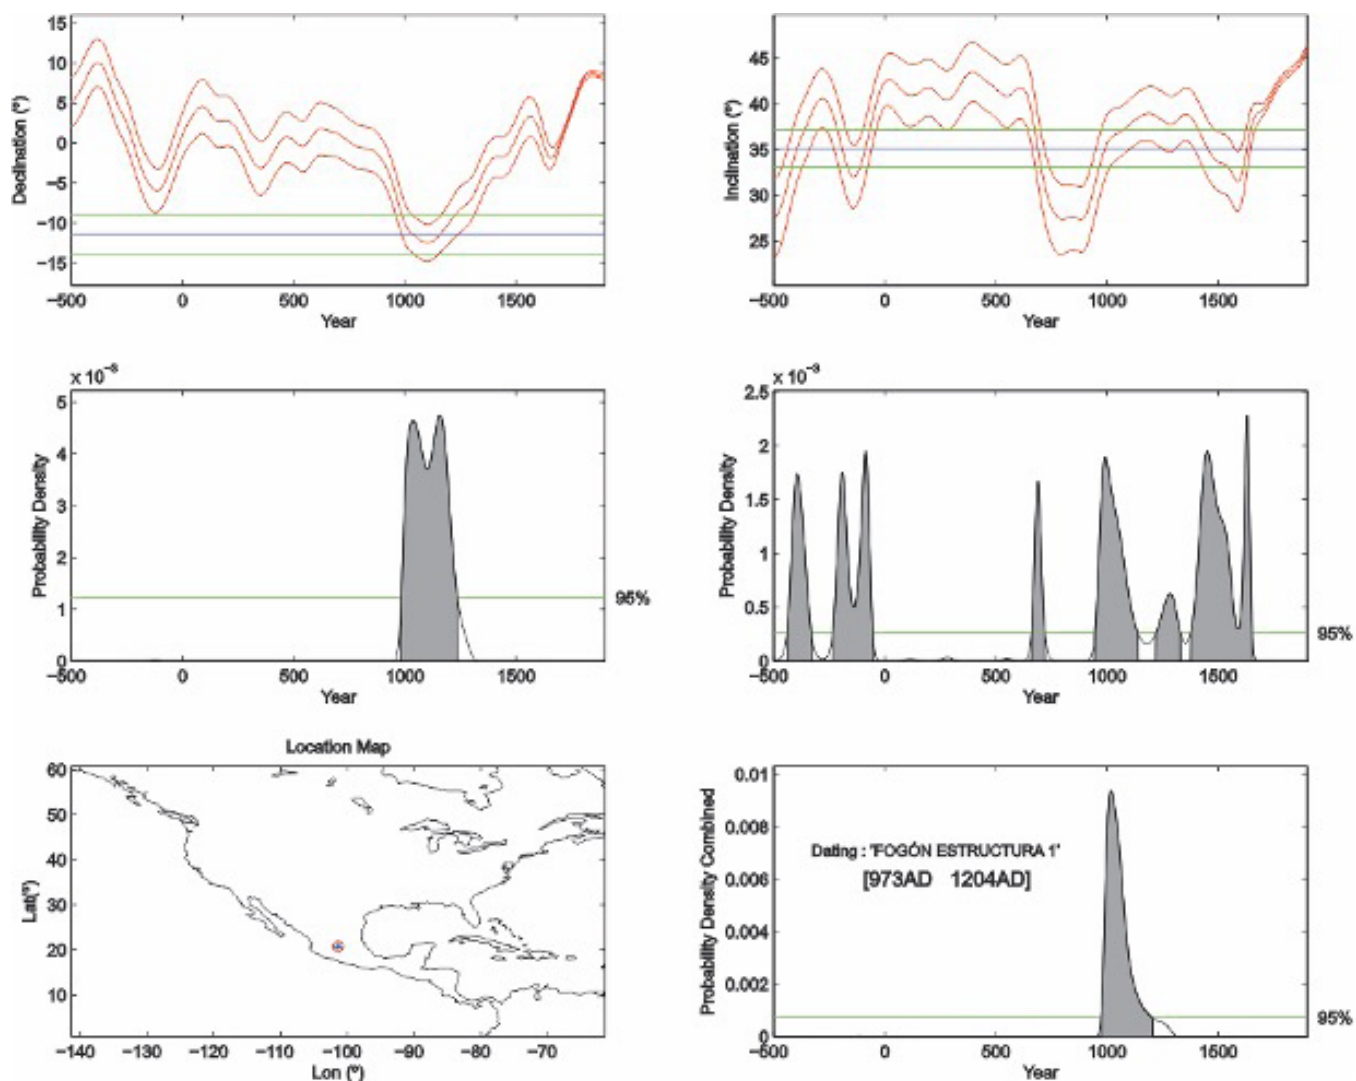 15
10
5
0
−5
−10
−15
Declination (º)
−500 0 500 1000 1500
Year
45
40
35
30
25
Inclination (º)
−500 0 500 1000 1500
Year
x 10⁻³
5
4
3
2
1
0
Probability Density
95%
−500 0 500 1000 1500
Year
x 10⁻³
2.5
2
1.5
1
0.5
0
Probability Density
95%
−500 0 500 1000 1500
Year
Location Map
60
50
40
30
20
10
Lat(º)
−140 −130 −120 −110 −100 −90 −80 −70
Lon (º)
0.01
0.008
0.006
0.004
0.002
0
Probability Density Combined
Dating : "FOGÓN ESTRUCTURA 1"
[973AD 1204AD]
95%
−500 0 500 1000 1500
Year